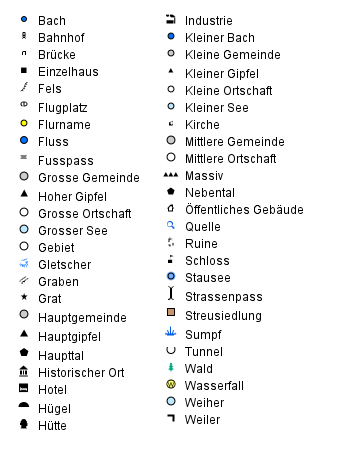 Bach
Bahnhof
Brücke
Einzelhaus
Fels
Flugplatz
Flurname
Fluss
Fusspass
Grosse Gemeinde
Hoher Gipfel
Grosse Ortschaft
Grosser See
Gebiet
Gletscher
Graben
Grat
Hauptgemeinde
Hauptgipfel
Haupttal
Historischer Ort
Hotel
Hügel
Hütte
Industrie
Kleiner Bach
Kleine Gemeinde
Kleiner Gipfel
Kleine Ortschaft
Kleiner See
Kirche
Mittlere Gemeinde
Mittlere Ortschaft
Massiv
Nebental
Öffentliches Gebäude
Quelle
Ruine
Schloss
Stausee
Strassenpass
Streusiedlung
Sumpf
Tunnel
Wald
Wasserfall
Weiher
Weiler